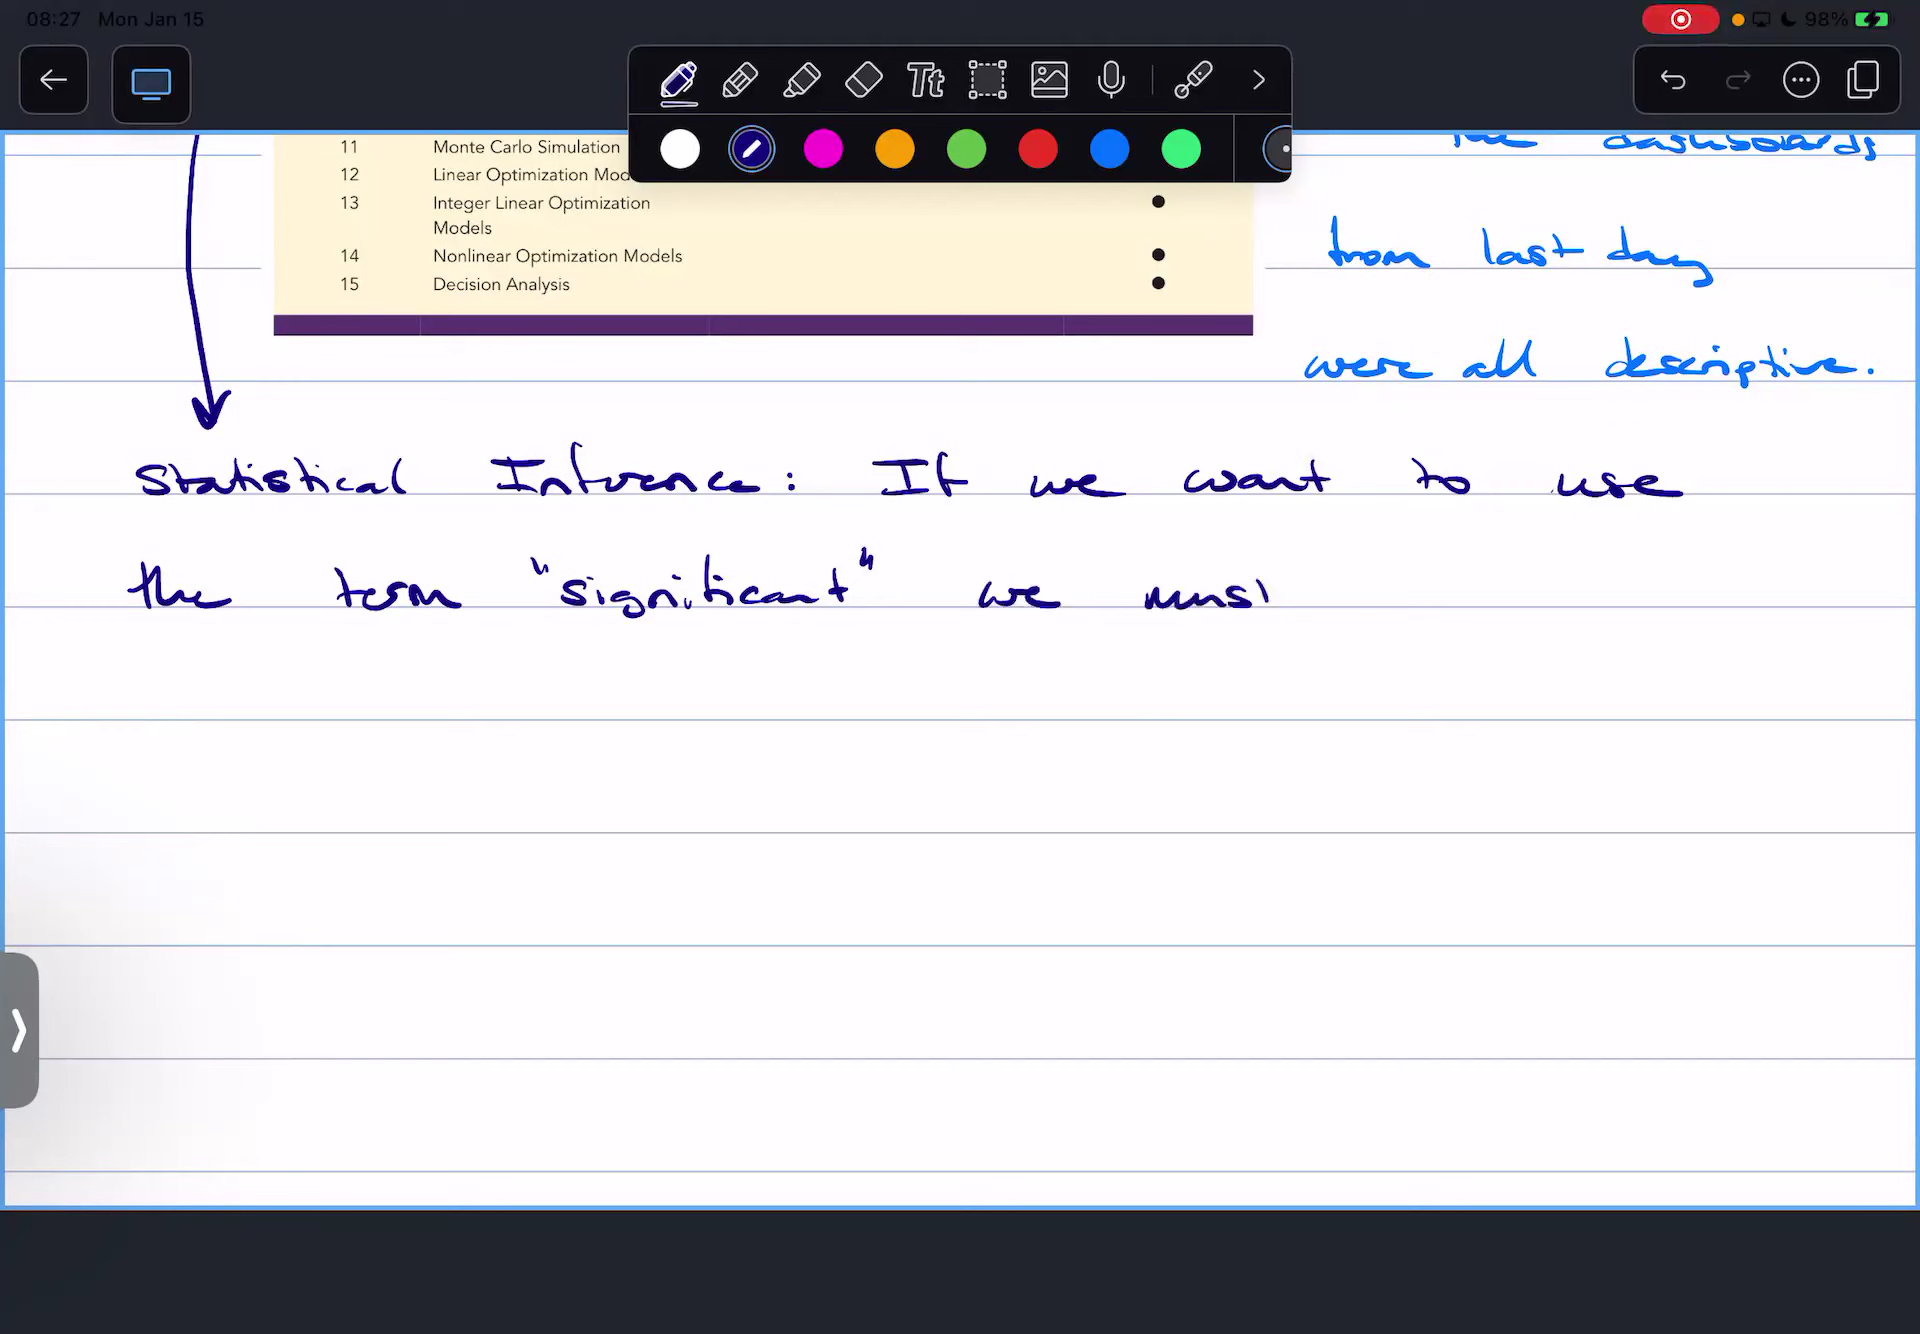 08:27 Mon Jan 15
98%
Tt
11 Monte Carlo Simulation
12 Linear Optimization Mod
13 Integer Linear Optimization
Models
14 Nonlinear Optimization Models
15 Decision Analysis
the dashboards
from last day
were all descriptive.
Statistical Inference: If we want to use
the term "significant" we must